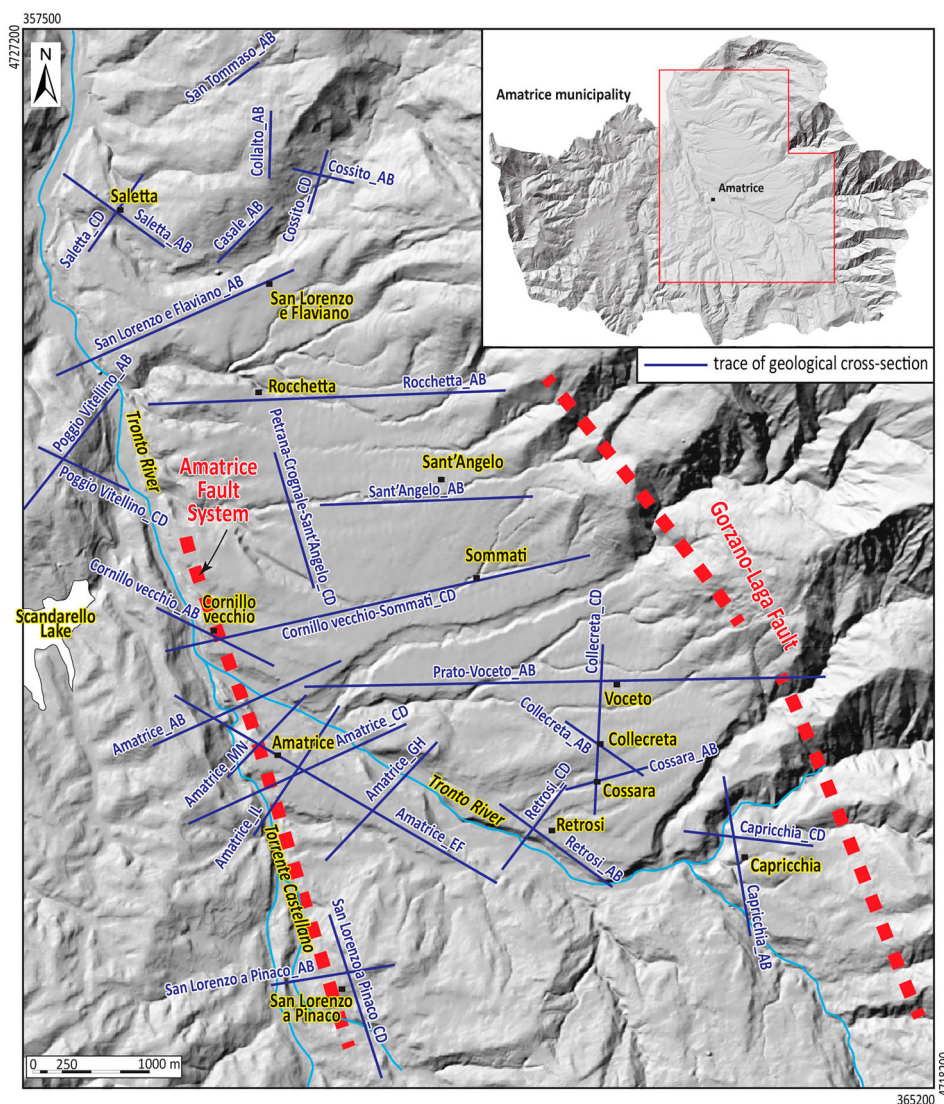 357500
4727200
N
San Tommaso_AB
Collalto_AB
Cossito_AB
Cossito_CD
Casale_AB
Saletta
Saletta_CD
Saletta_AB
San Lorenzo e Flaviano_AB
San Lorenzo
e Flaviano
Amatrice municipality
Amatrice
trace of geological cross-section
Poggio Vitellino_AB
Poggio Vitellino_CD
Tronto River
Rocchetta
Rocchetta_AB
Petrana-Crognale-Sant'Angelo_CD
Sant'Angelo
Sant'Angelo_AB
Amatrice
Fault
System
Gorzano-Laga Fault
Sommati
Cornillo vecchio_AB
Cornillo
vecchio
Cornillo vecchio-Sommati_CD
Scandarello
Lake
Collecreta_CD
Prato-Voceto_AB
Voceto
Amatrice_AB
Amatrice_MN
Amatrice
Amatrice_CD
Amatrice_GH
Amatrice_IL
Amatrice_EF
Collecreta_AB
Collecreta
Cossara_AB
Cossara
Tronto River
Retrosi_CD
Retrosi
Retrosi_AB
Capricchia_CD
Capricchia
Capricchia_AB
Torrente Castellano
San Lorenzo a Pinaco_AB
San Lorenzo
a Pinaco
San Lorenzo a Pinaco_CD
0 250 1000 m
4718200
365200